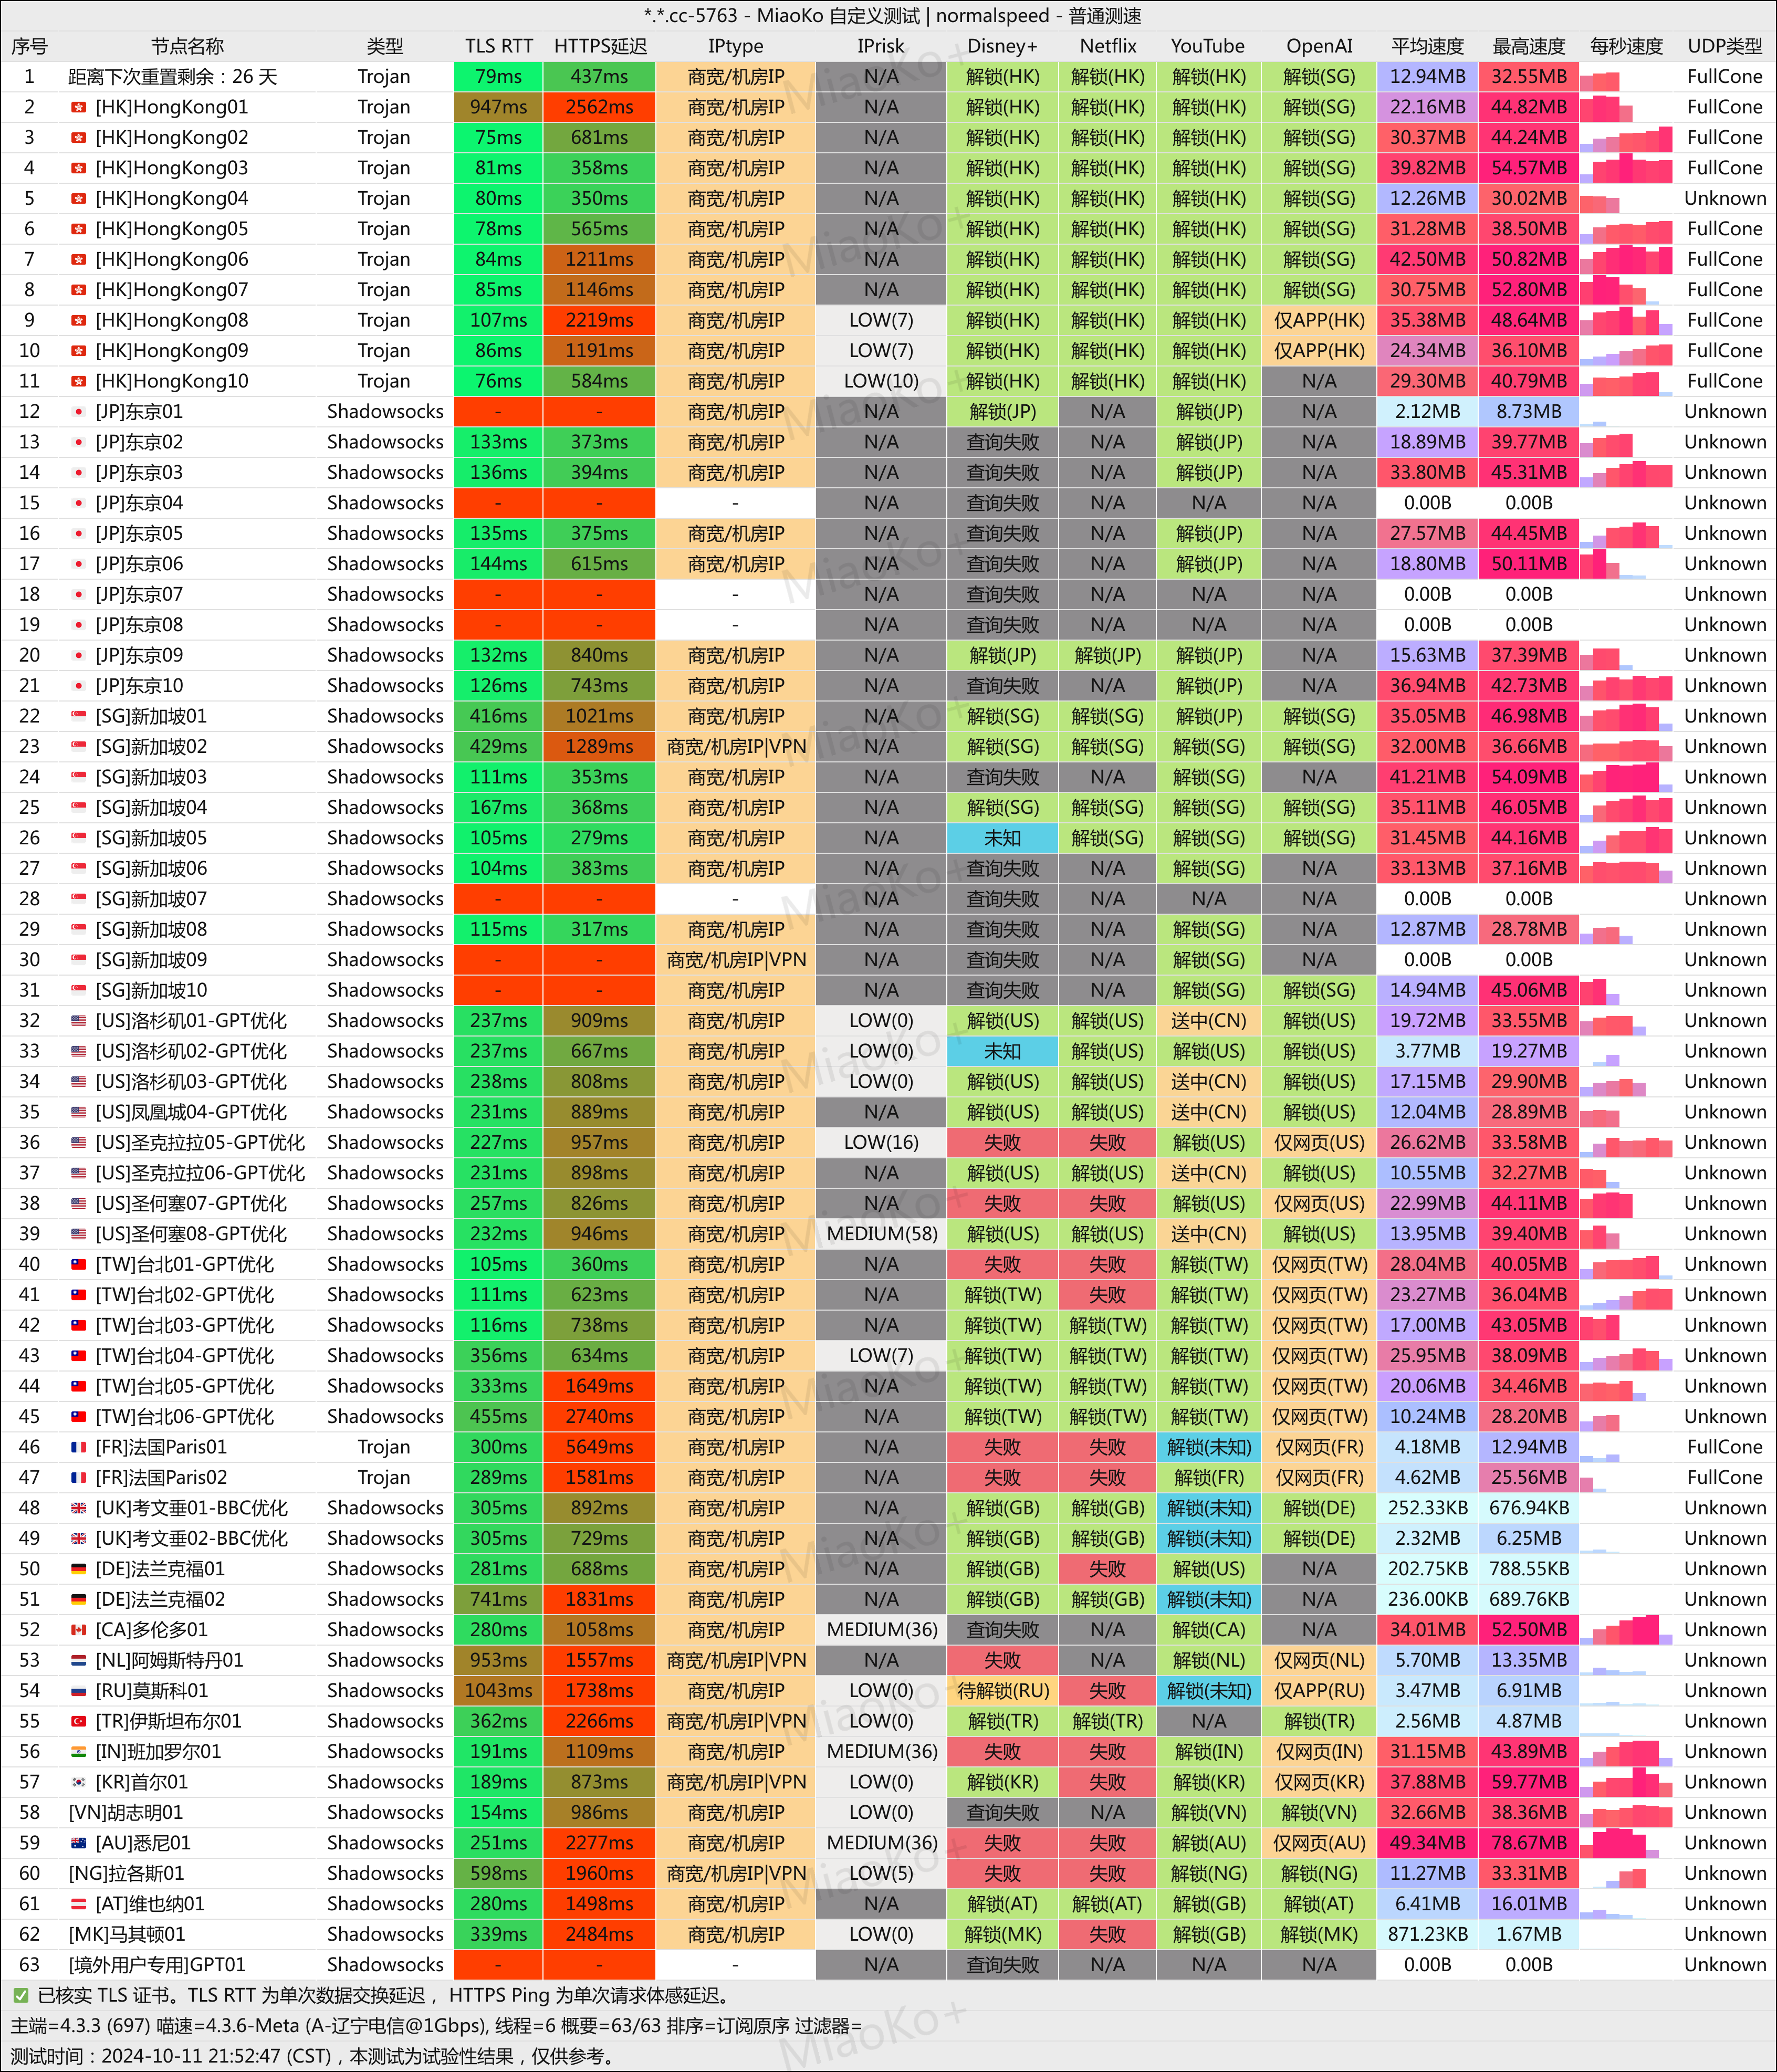 *.*.cc-5763 - MiaoKo 自定义测试 | normalspeed - 普通测速
序号 节点名称 类型 TLS RTT HTTPS延迟 IPtype IPrisk Disney+ Netflix YouTube OpenAI 平均速度 最高速度 每秒速度 UDP类型
1 距离下次重置剩余：26 天 Trojan 79ms 437ms 商宽/机房IP N/A 解锁(HK) 解锁(HK) 解锁(HK) 解锁(SG) 12.94MB 32.55MB FullCone
2 [HK]HongKong01 Trojan 947ms 2562ms 商宽/机房IP N/A 解锁(HK) 解锁(HK) 解锁(HK) 解锁(SG) 22.16MB 44.82MB FullCone
3 [HK]HongKong02 Trojan 75ms 681ms 商宽/机房IP N/A 解锁(HK) 解锁(HK) 解锁(HK) 解锁(SG) 30.37MB 44.24MB FullCone
4 [HK]HongKong03 Trojan 81ms 358ms 商宽/机房IP N/A 解锁(HK) 解锁(HK) 解锁(HK) 解锁(SG) 39.82MB 54.57MB FullCone
5 [HK]HongKong04 Trojan 80ms 350ms 商宽/机房IP N/A 解锁(HK) 解锁(HK) 解锁(HK) 解锁(SG) 12.26MB 30.02MB Unknown
6 [HK]HongKong05 Trojan 78ms 565ms 商宽/机房IP N/A 解锁(HK) 解锁(HK) 解锁(HK) 解锁(SG) 31.28MB 38.50MB FullCone
7 [HK]HongKong06 Trojan 84ms 1211ms 商宽/机房IP N/A 解锁(HK) 解锁(HK) 解锁(HK) 解锁(SG) 42.50MB 50.82MB FullCone
8 [HK]HongKong07 Trojan 85ms 1146ms 商宽/机房IP N/A 解锁(HK) 解锁(HK) 解锁(HK) 解锁(SG) 30.75MB 52.80MB FullCone
9 [HK]HongKong08 Trojan 107ms 2219ms 商宽/机房IP LOW(7) 解锁(HK) 解锁(HK) 解锁(HK) 仅APP(HK) 35.38MB 48.64MB FullCone
10 [HK]HongKong09 Trojan 86ms 1191ms 商宽/机房IP LOW(7) 解锁(HK) 解锁(HK) 解锁(HK) 仅APP(HK) 24.34MB 36.10MB FullCone
11 [HK]HongKong10 Trojan 76ms 584ms 商宽/机房IP LOW(10) 解锁(HK) 解锁(HK) 解锁(HK) N/A 29.30MB 40.79MB FullCone
12 [JP]东京01 Shadowsocks - - 商宽/机房IP N/A 解锁(JP) N/A 解锁(JP) N/A 2.12MB 8.73MB Unknown
13 [JP]东京02 Shadowsocks 133ms 373ms 商宽/机房IP N/A 查询失败 N/A 解锁(JP) N/A 18.89MB 39.77MB Unknown
14 [JP]东京03 Shadowsocks 136ms 394ms 商宽/机房IP N/A 查询失败 N/A 解锁(JP) N/A 33.80MB 45.31MB Unknown
15 [JP]东京04 Shadowsocks - - - N/A 查询失败 N/A N/A N/A 0.00B 0.00B Unknown
16 [JP]东京05 Shadowsocks 135ms 375ms 商宽/机房IP N/A 查询失败 N/A 解锁(JP) N/A 27.57MB 44.45MB Unknown
17 [JP]东京06 Shadowsocks 144ms 615ms 商宽/机房IP N/A 查询失败 N/A 解锁(JP) N/A 18.80MB 50.11MB Unknown
18 [JP]东京07 Shadowsocks - - - N/A 查询失败 N/A N/A N/A 0.00B 0.00B Unknown
19 [JP]东京08 Shadowsocks - - - N/A 查询失败 N/A N/A N/A 0.00B 0.00B Unknown
20 [JP]东京09 Shadowsocks 132ms 840ms 商宽/机房IP N/A 解锁(JP) 解锁(JP) 解锁(JP) N/A 15.63MB 37.39MB Unknown
21 [JP]东京10 Shadowsocks 126ms 743ms 商宽/机房IP N/A 查询失败 N/A 解锁(JP) N/A 36.94MB 42.73MB Unknown
22 [SG]新加坡01 Shadowsocks 416ms 1021ms 商宽/机房IP N/A 解锁(SG) 解锁(SG) 解锁(JP) 解锁(SG) 35.05MB 46.98MB Unknown
23 [SG]新加坡02 Shadowsocks 429ms 1289ms 商宽/机房IP|VPN N/A 解锁(SG) 解锁(SG) 解锁(SG) 解锁(SG) 32.00MB 36.66MB Unknown
24 [SG]新加坡03 Shadowsocks 111ms 353ms 商宽/机房IP N/A 查询失败 N/A 解锁(SG) N/A 41.21MB 54.09MB Unknown
25 [SG]新加坡04 Shadowsocks 167ms 368ms 商宽/机房IP N/A 解锁(SG) 解锁(SG) 解锁(SG) 解锁(SG) 35.11MB 46.05MB Unknown
26 [SG]新加坡05 Shadowsocks 105ms 279ms 商宽/机房IP N/A 未知 解锁(SG) 解锁(SG) 解锁(SG) 31.45MB 44.16MB Unknown
27 [SG]新加坡06 Shadowsocks 104ms 383ms 商宽/机房IP N/A 查询失败 N/A 解锁(SG) N/A 33.13MB 37.16MB Unknown
28 [SG]新加坡07 Shadowsocks - - - N/A 查询失败 N/A N/A N/A 0.00B 0.00B Unknown
29 [SG]新加坡08 Shadowsocks 115ms 317ms 商宽/机房IP N/A 查询失败 N/A 解锁(SG) N/A 12.87MB 28.78MB Unknown
30 [SG]新加坡09 Shadowsocks - - 商宽/机房IP|VPN N/A 查询失败 N/A 解锁(SG) N/A 0.00B 0.00B Unknown
31 [SG]新加坡10 Shadowsocks - - 商宽/机房IP N/A 查询失败 N/A 解锁(SG) 解锁(SG) 14.94MB 45.06MB Unknown
32 [US]洛杉矶01-GPT优化 Shadowsocks 237ms 909ms 商宽/机房IP LOW(0) 解锁(US) 解锁(US) 送中(CN) 解锁(US) 19.72MB 33.55MB Unknown
33 [US]洛杉矶02-GPT优化 Shadowsocks 237ms 667ms 商宽/机房IP LOW(0) 未知 解锁(US) 解锁(US) 解锁(US) 3.77MB 19.27MB Unknown
34 [US]洛杉矶03-GPT优化 Shadowsocks 238ms 808ms 商宽/机房IP LOW(0) 解锁(US) 解锁(US) 送中(CN) 解锁(US) 17.15MB 29.90MB Unknown
35 [US]凤凰城04-GPT优化 Shadowsocks 231ms 889ms 商宽/机房IP N/A 解锁(US) 解锁(US) 送中(CN) 解锁(US) 12.04MB 28.89MB Unknown
36 [US]圣克拉拉05-GPT优化 Shadowsocks 227ms 957ms 商宽/机房IP LOW(16) 失败 失败 解锁(US) 仅网页(US) 26.62MB 33.58MB Unknown
37 [US]圣克拉拉06-GPT优化 Shadowsocks 231ms 898ms 商宽/机房IP N/A 解锁(US) 解锁(US) 送中(CN) 解锁(US) 10.55MB 32.27MB Unknown
38 [US]圣何塞07-GPT优化 Shadowsocks 257ms 826ms 商宽/机房IP N/A 失败 失败 解锁(US) 仅网页(US) 22.99MB 44.11MB Unknown
39 [US]圣何塞08-GPT优化 Shadowsocks 232ms 946ms 商宽/机房IP MEDIUM(58) 解锁(US) 解锁(US) 送中(CN) 解锁(US) 13.95MB 39.40MB Unknown
40 [TW]台北01-GPT优化 Shadowsocks 105ms 360ms 商宽/机房IP N/A 失败 失败 解锁(TW) 仅网页(TW) 28.04MB 40.05MB Unknown
41 [TW]台北02-GPT优化 Shadowsocks 111ms 623ms 商宽/机房IP N/A 解锁(TW) 失败 解锁(TW) 仅网页(TW) 23.27MB 36.04MB Unknown
42 [TW]台北03-GPT优化 Shadowsocks 116ms 738ms 商宽/机房IP N/A 解锁(TW) 解锁(TW) 解锁(TW) 仅网页(TW) 17.00MB 43.05MB Unknown
43 [TW]台北04-GPT优化 Shadowsocks 356ms 634ms 商宽/机房IP LOW(7) 解锁(TW) 解锁(TW) 解锁(TW) 仅网页(TW) 25.95MB 38.09MB Unknown
44 [TW]台北05-GPT优化 Shadowsocks 333ms 1649ms 商宽/机房IP N/A 解锁(TW) 解锁(TW) 解锁(TW) 仅网页(TW) 20.06MB 34.46MB Unknown
45 [TW]台北06-GPT优化 Shadowsocks 455ms 2740ms 商宽/机房IP N/A 解锁(TW) 解锁(TW) 解锁(TW) 仅网页(TW) 10.24MB 28.20MB Unknown
46 [FR]法国Paris01 Trojan 300ms 5649ms 商宽/机房IP N/A 失败 失败 解锁(未知) 仅网页(FR) 4.18MB 12.94MB FullCone
47 [FR]法国Paris02 Trojan 289ms 1581ms 商宽/机房IP N/A 失败 失败 解锁(FR) 仅网页(FR) 4.62MB 25.56MB FullCone
48 [UK]考文垂01-BBC优化 Shadowsocks 305ms 892ms 商宽/机房IP N/A 解锁(GB) 解锁(GB) 解锁(未知) 解锁(DE) 252.33KB 676.94KB Unknown
49 [UK]考文垂02-BBC优化 Shadowsocks 305ms 729ms 商宽/机房IP N/A 解锁(GB) 解锁(GB) 解锁(未知) 解锁(DE) 2.32MB 6.25MB Unknown
50 [DE]法兰克福01 Shadowsocks 281ms 688ms 商宽/机房IP N/A 解锁(GB) 失败 解锁(US) N/A 202.75KB 788.55KB Unknown
51 [DE]法兰克福02 Shadowsocks 741ms 1831ms 商宽/机房IP N/A 解锁(GB) 解锁(GB) 解锁(未知) N/A 236.00KB 689.76KB Unknown
52 [CA]多伦多01 Shadowsocks 280ms 1058ms 商宽/机房IP MEDIUM(36) 查询失败 N/A 解锁(CA) N/A 34.01MB 52.50MB Unknown
53 [NL]阿姆斯特丹01 Shadowsocks 953ms 1557ms 商宽/机房IP|VPN N/A 失败 N/A 解锁(NL) 仅网页(NL) 5.70MB 13.35MB Unknown
54 [RU]莫斯科01 Shadowsocks 1043ms 1738ms 商宽/机房IP LOW(0) 待解锁(RU) 失败 解锁(未知) 仅APP(RU) 3.47MB 6.91MB Unknown
55 [TR]伊斯坦布尔01 Shadowsocks 362ms 2266ms 商宽/机房IP|VPN LOW(0) 解锁(TR) 解锁(TR) N/A 解锁(TR) 2.56MB 4.87MB Unknown
56 [IN]班加罗尔01 Shadowsocks 191ms 1109ms 商宽/机房IP MEDIUM(36) 失败 失败 解锁(IN) 仅网页(IN) 31.15MB 43.89MB Unknown
57 [KR]首尔01 Shadowsocks 189ms 873ms 商宽/机房IP|VPN LOW(0) 解锁(KR) 失败 解锁(KR) 仅网页(KR) 37.88MB 59.77MB Unknown
58 [VN]胡志明01 Shadowsocks 154ms 986ms 商宽/机房IP LOW(0) 查询失败 N/A 解锁(VN) 解锁(VN) 32.66MB 38.36MB Unknown
59 [AU]悉尼01 Shadowsocks 251ms 2277ms 商宽/机房IP MEDIUM(36) 失败 失败 解锁(AU) 仅网页(AU) 49.34MB 78.67MB Unknown
60 [NG]拉各斯01 Shadowsocks 598ms 1960ms 商宽/机房IP|VPN LOW(5) 失败 失败 解锁(NG) 解锁(NG) 11.27MB 33.31MB Unknown
61 [AT]维也纳01 Shadowsocks 280ms 1498ms 商宽/机房IP N/A 解锁(AT) 解锁(AT) 解锁(GB) 解锁(AT) 6.41MB 16.01MB Unknown
62 [MK]马其顿01 Shadowsocks 339ms 2484ms 商宽/机房IP LOW(0) 解锁(MK) 失败 解锁(GB) 解锁(MK) 871.23KB 1.67MB Unknown
63 [境外用户专用]GPT01 Shadowsocks - - - N/A 查询失败 N/A N/A N/A 0.00B 0.00B Unknown
✅ 已核实 TLS 证书。TLS RTT 为单次数据交换延迟， HTTPS Ping 为单次请求体感延迟。
主端=4.3.3 (697) 喵速=4.3.6-Meta (A-辽宁电信@1Gbps), 线程=6 概要=63/63 排序=订阅原序 过滤器=
测试时间：2024-10-11 21:52:47 (CST)，本测试为试验性结果，仅供参考。
MiaoKo+